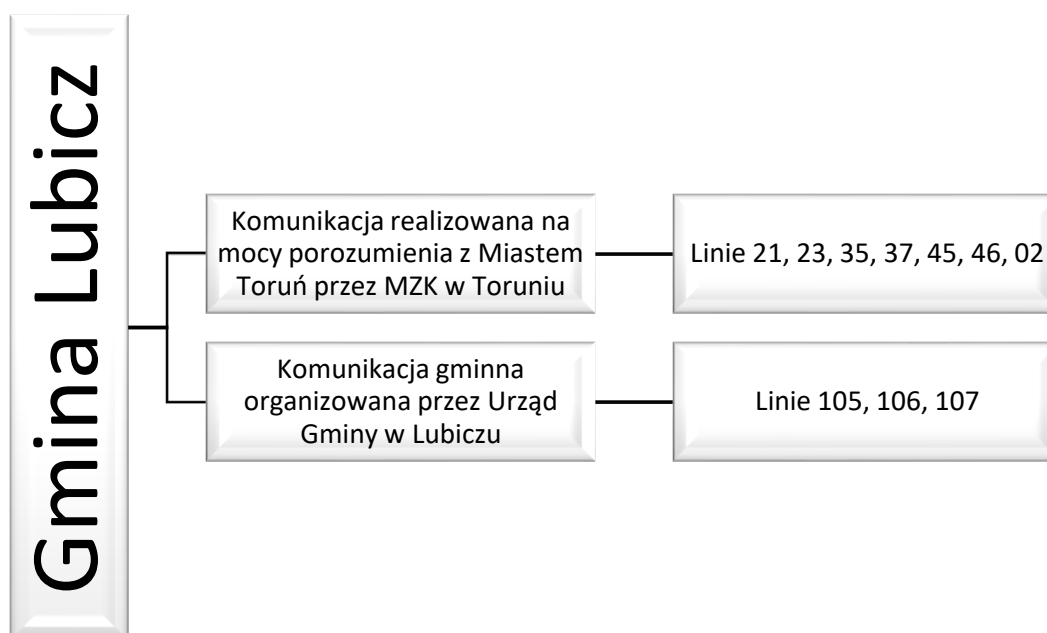 Gmina Lubicz
Komunikacja realizowana na
mocy porozumienia z Miastem
Toruń przez MZK w Toruniu
Linie 21, 23, 35, 37, 45, 46, 02
Komunikacja gminna
organizowana przez Urząd
Gminy w Lubiczu
Linie 105, 106, 107